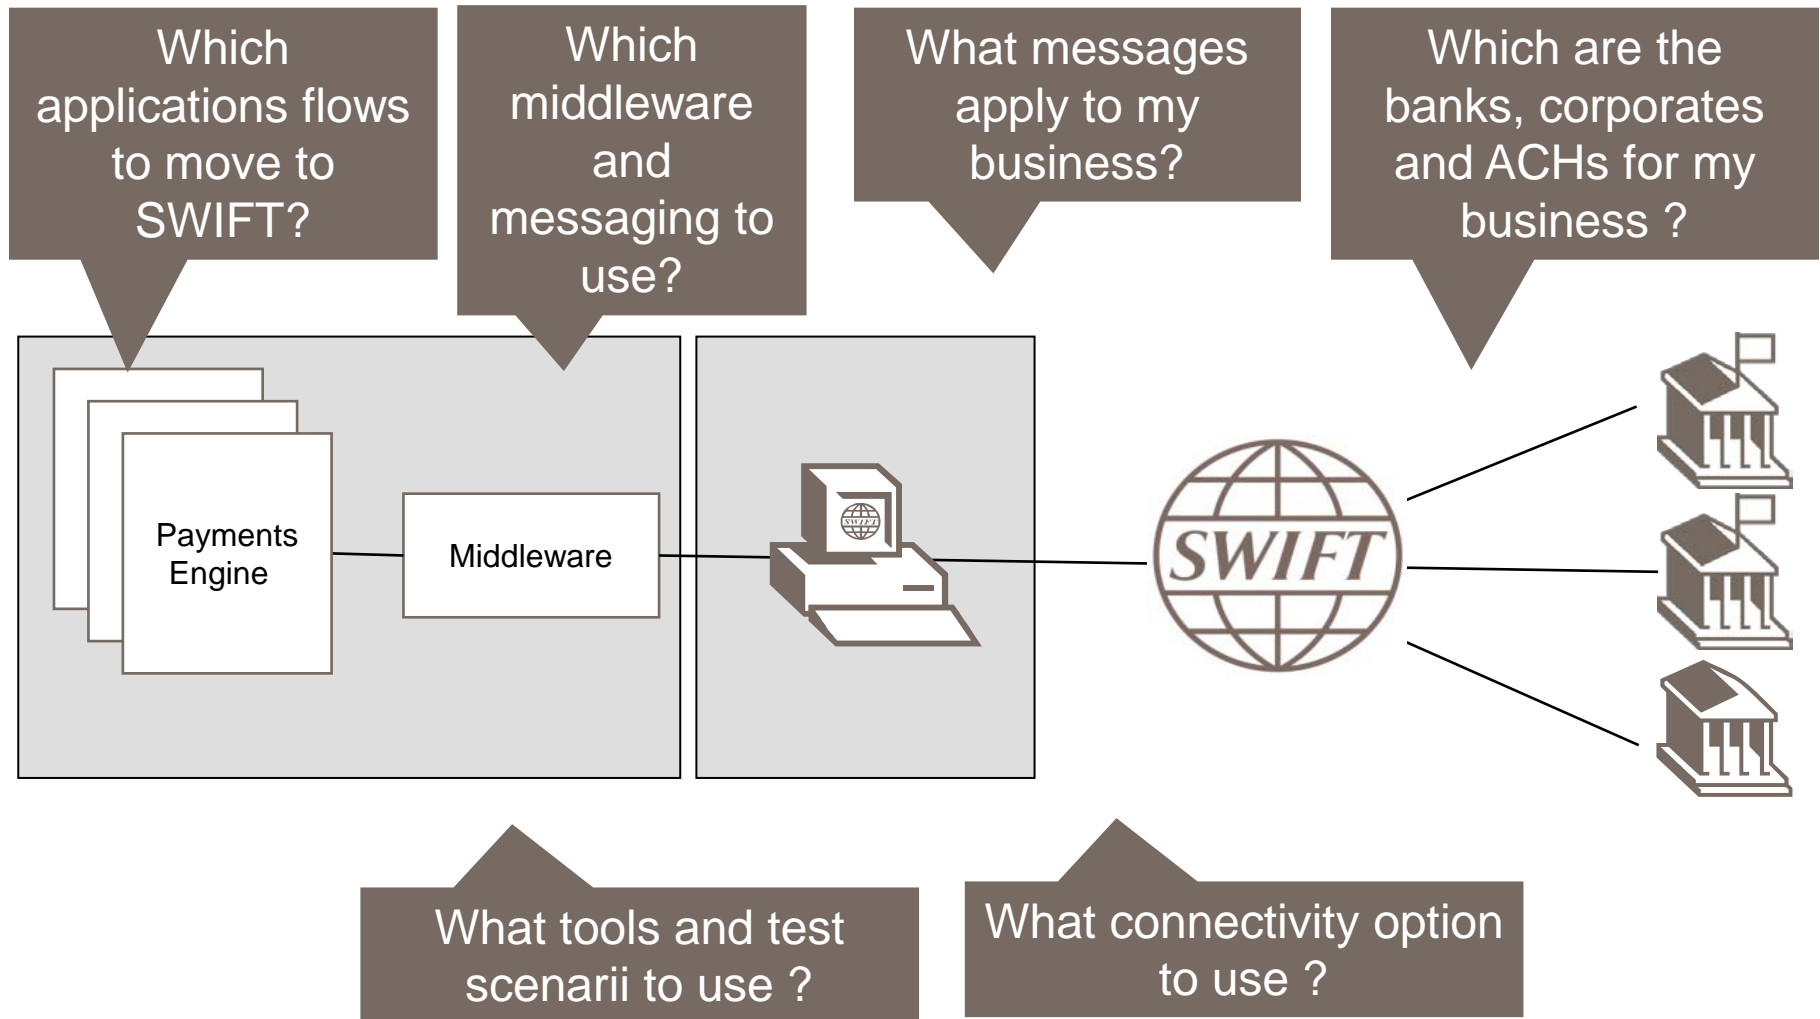 Which
applications flows
to move to
SWIFT?
Which
middleware
and
messaging to
use?
What messages
apply to my
business?
Which are the
banks, corporates
and ACHs for my
business ?
Payments
Engine
Middleware
SWIFT
SWIFT
What tools and test
scenarii to use ?
What connectivity option
to use ?